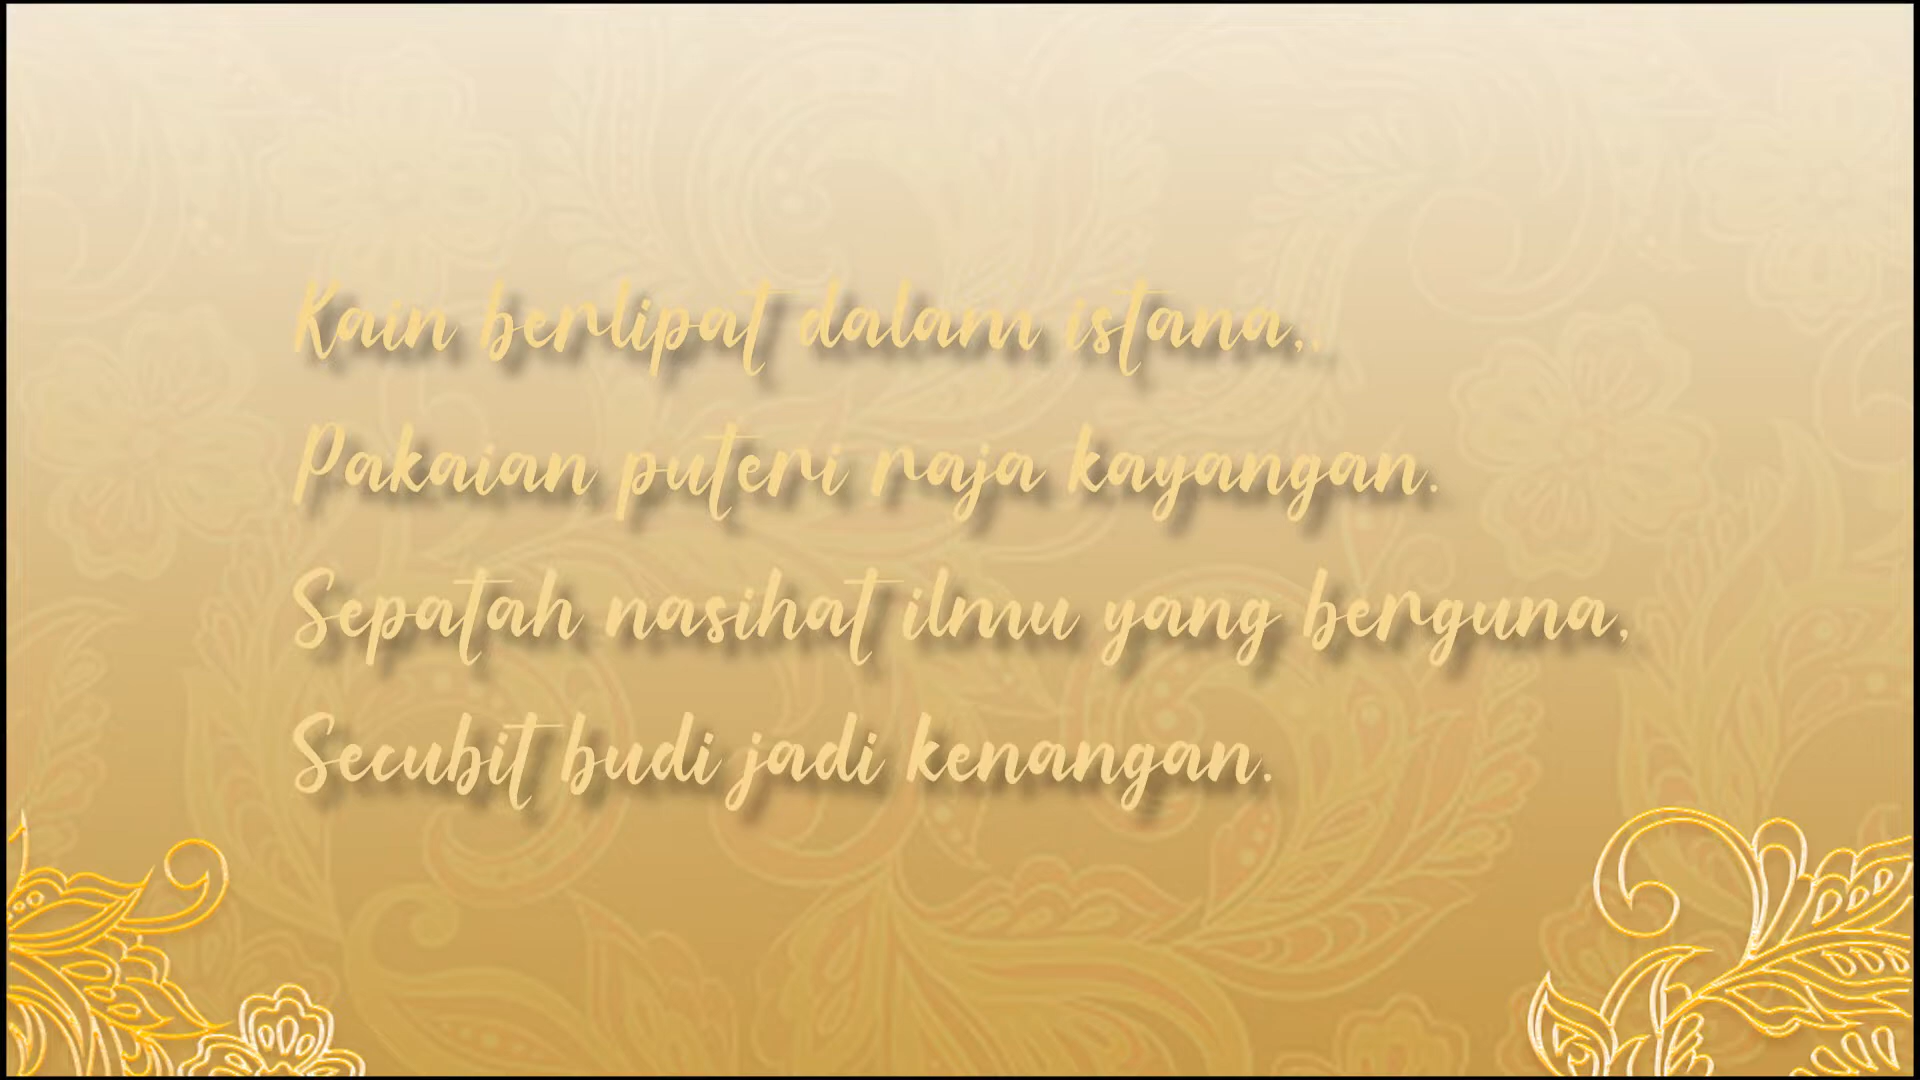 Kain berlipat dalam istana,.
Pakaian puteri raja kayangan.
Sepatah nasihat ilmu yang berguna,
Secubit budi jadi kenangan.